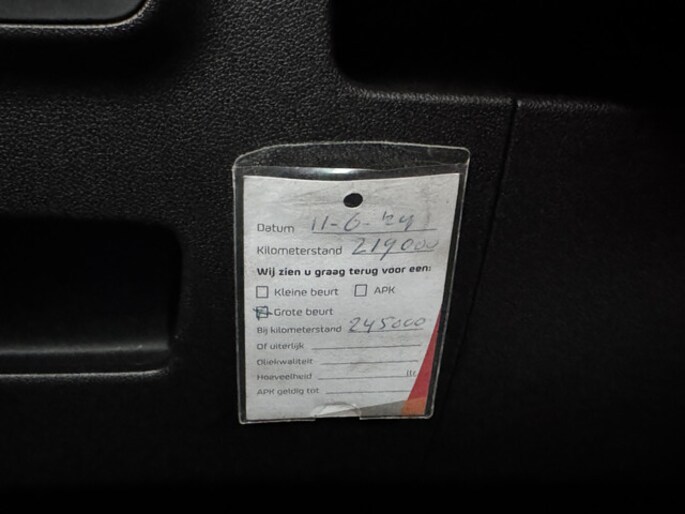 Datum 11-6-'24
Kilometerstand 219000
Wij zien u graag terug voor een:
Kleine beurt APK
Grote beurt
Bij kilometerstand 245000
Of uiterlijk
Oliekwaliteit
Hoeveelheid ltr.
APK geldig tot